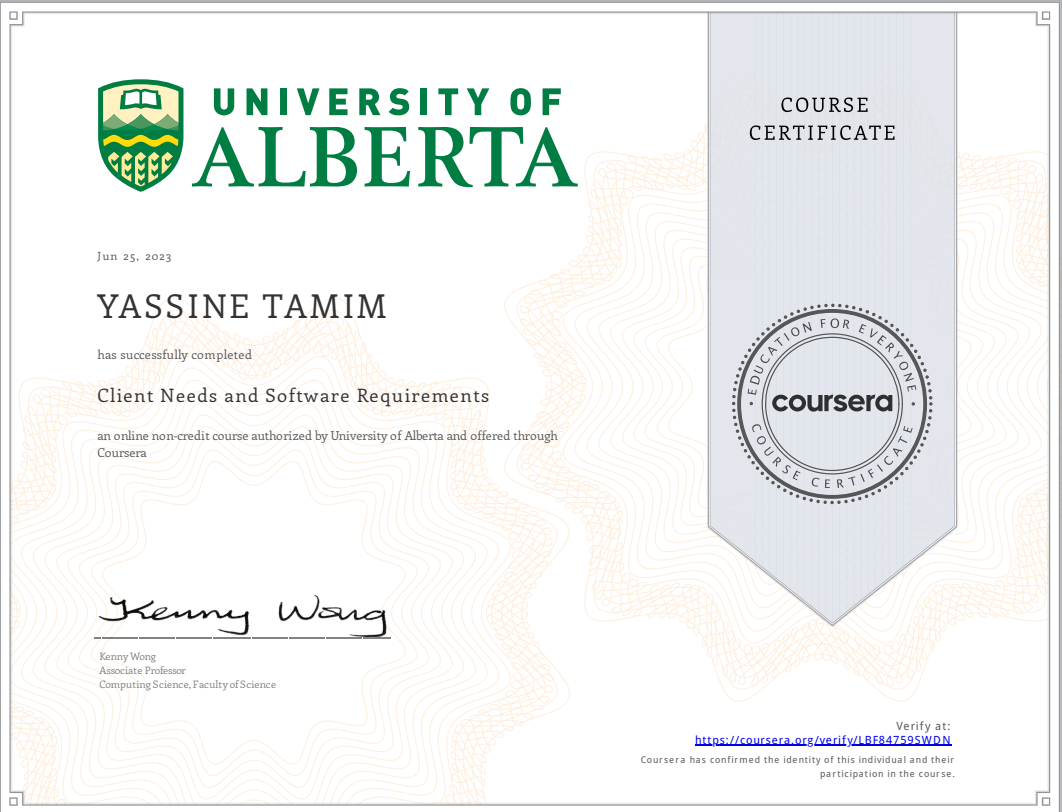 UNIVERSITY OF
ALBERTA
COURSE
CERTIFICATE
Jun 25, 2023
YASSINE TAMIM
has successfully completed
Client Needs and Software Requirements
an online non-credit course authorized by University of Alberta and offered through
Coursera
EDUCATION FOR EVERYONE
coursera
COURSE CERTIFICATE
Kenny Wong
Kenny Wong
Associate Professor
Computing Science, Faculty of Science
Verify at:
https://coursera.org/verify/LBF84759SWDN
Coursera has confirmed the identity of this individual and their
participation in the course.